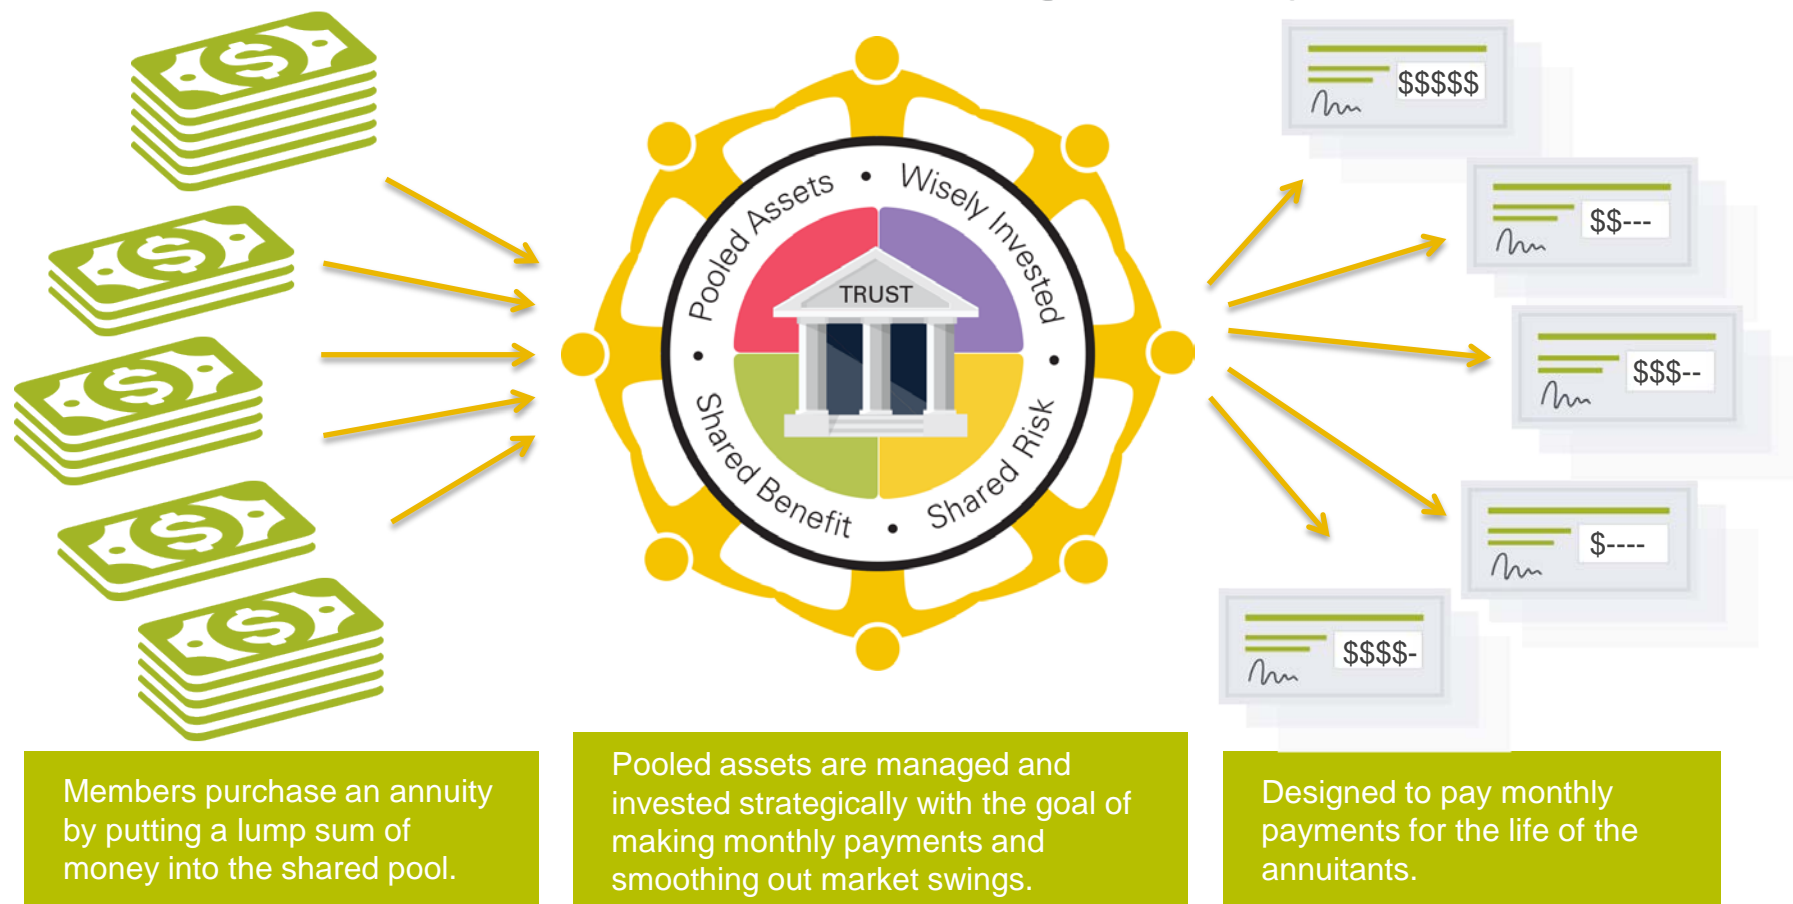 $$$$$
$$---
$$$--
$----
$$$$-
Pooled Assets • Wisely Invested • Shared Risk • Shared Benefit •
TRUST
Members purchase an annuity
by putting a lump sum of
money into the shared pool.
Pooled assets are managed and
invested strategically with the goal of
making monthly payments and
smoothing out market swings.
Designed to pay monthly
payments for the life of the
annuitants.